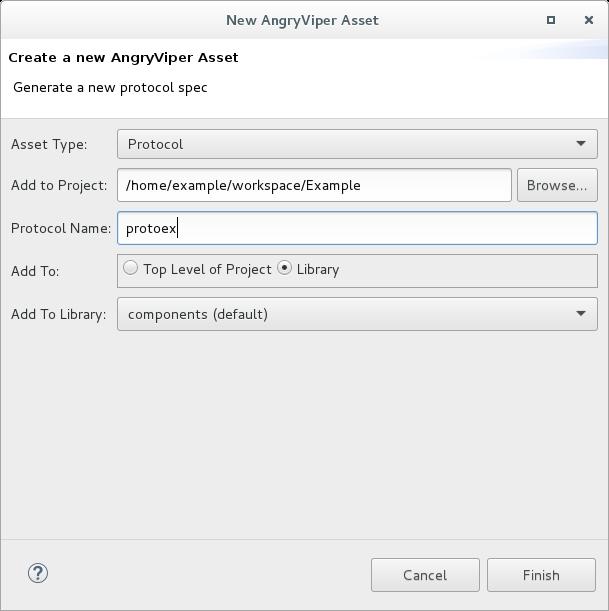 New AngryViper Asset
Create a new AngryViper Asset
Generate a new protocol spec
Asset Type: Protocol
Add to Project: /home/example/workspace/Example Browse...
Protocol Name: protoex
Add To: Top Level of Project Library
Add To Library: components (default)
? Cancel Finish